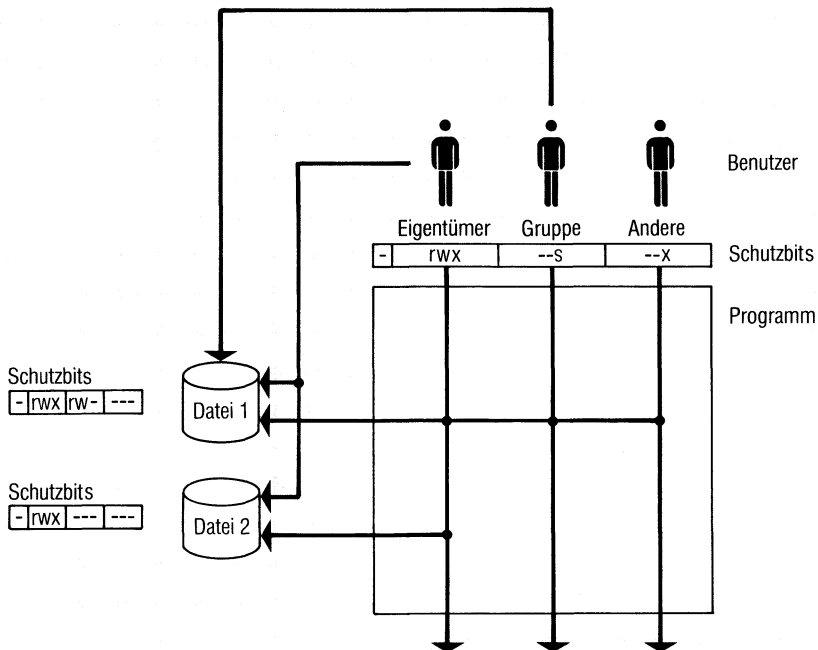 Benutzer
Eigentümer Gruppe Andere
- rwx --s --x Schutzbits
Programm
Schutzbits
- rwx rw- ---
Datei 1
Schutzbits
- rwx --- ---
Datei 2